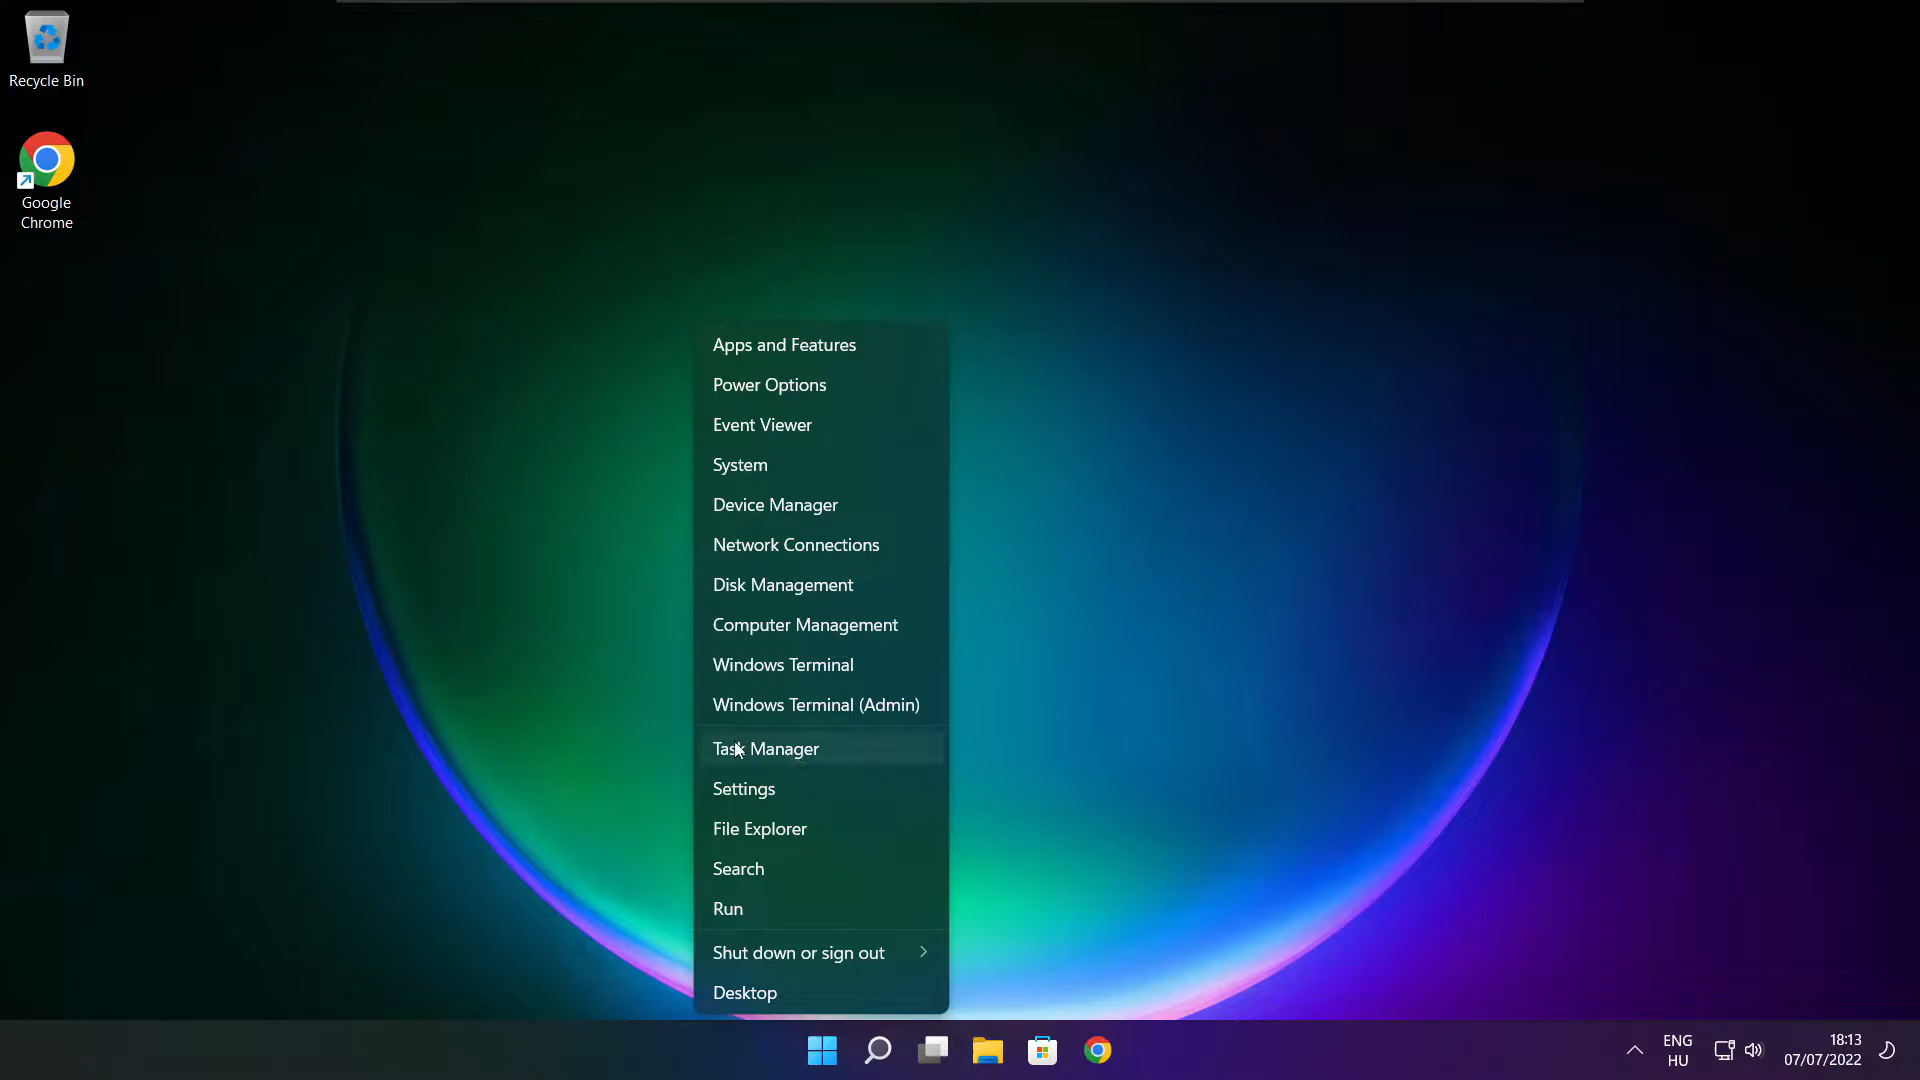 Recycle Bin
Google
Chrome
Apps and Features
Power Options
Event Viewer
System
Device Manager
Network Connections
Disk Management
Computer Management
Windows Terminal
Windows Terminal (Admin)
Task Manager
Settings
File Explorer
Search
Run
Shut down or sign out
Desktop
ENG
HU
18:13
07/07/2022